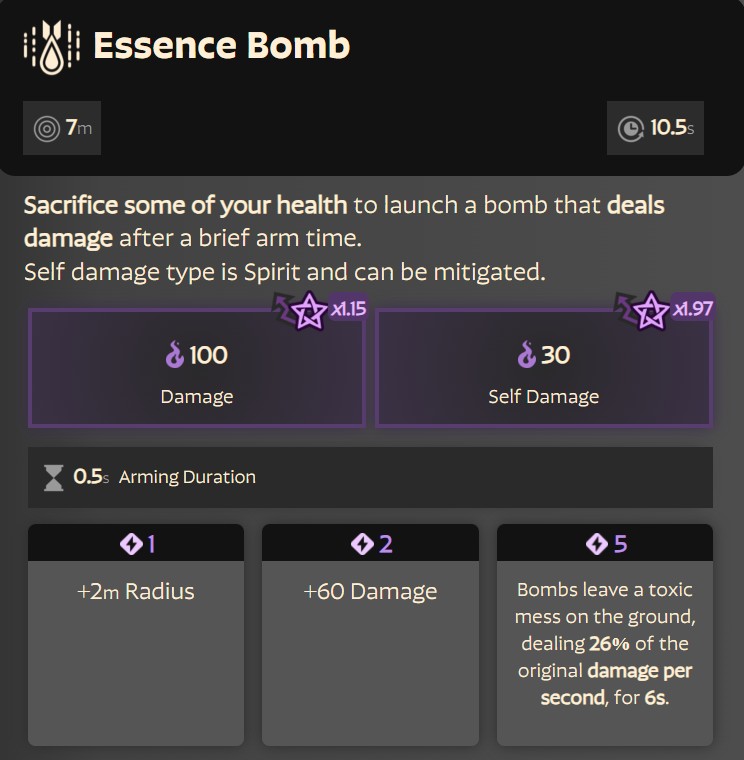 Essence Bomb
7m
10.5s
Sacrifice some of your health to launch a bomb that deals
damage after a brief arm time.
Self damage type is Spirit and can be mitigated.
x1.15
x1.97
100
30
Damage
Self Damage
0.5s Arming Duration
1
2
5
+2m Radius
+60 Damage
Bombs leave a toxic
mess on the ground,
dealing 26% of the
original damage per
second, for 6s.